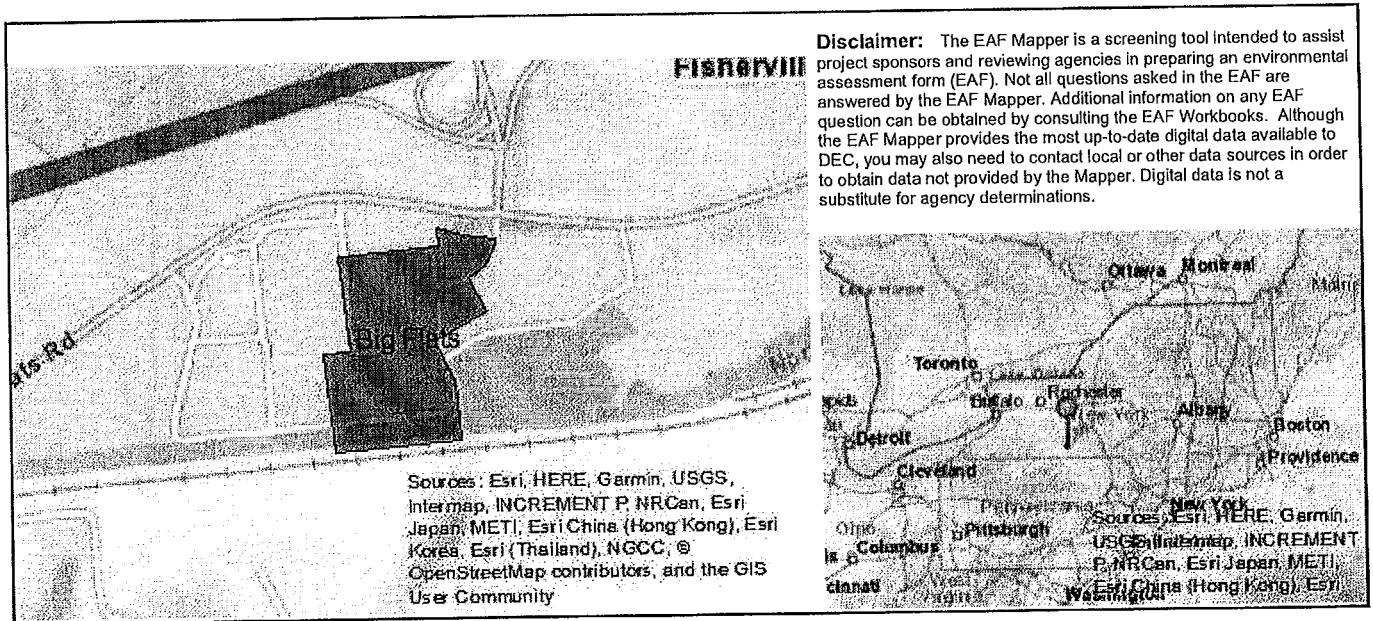 Fishervill
ats Rd
Big Flats
Sources: Esri, HERE, Garmin, USGS,
Intermap, INCREMENT P, NRCan, Esri
Japan, METI, Esri China (Hong Kong), Esri
Korea, Esri (Thailand), NGCC, ©
OpenStreetMap contributors, and the GIS
User Community
Disclaimer: The EAF Mapper is a screening tool intended to assist
project sponsors and reviewing agencies in preparing an environmental
assessment form (EAF). Not all questions asked in the EAF are
answered by the EAF Mapper. Additional information on any EAF
question can be obtained by consulting the EAF Workbooks. Although
the EAF Mapper provides the most up-to-date digital data available to
DEC, you may also need to contact local or other data sources in order
to obtain data not provided by the Mapper. Digital data is not a
substitute for agency determinations.
Ottawa
Montreal
Toronto
Rochester
Buffalo
New York
Albany
Boston
Detroit
Providence
Cleveland
New York
Ohio
Pittsburgh
Columbus
cinnati
Washington
Sources: Esri, HERE, Garmin,
USGS, Intermap, INCREMENT
P, NRCan, Esri Japan, METI,
Esri China (Hong Kong), Esri